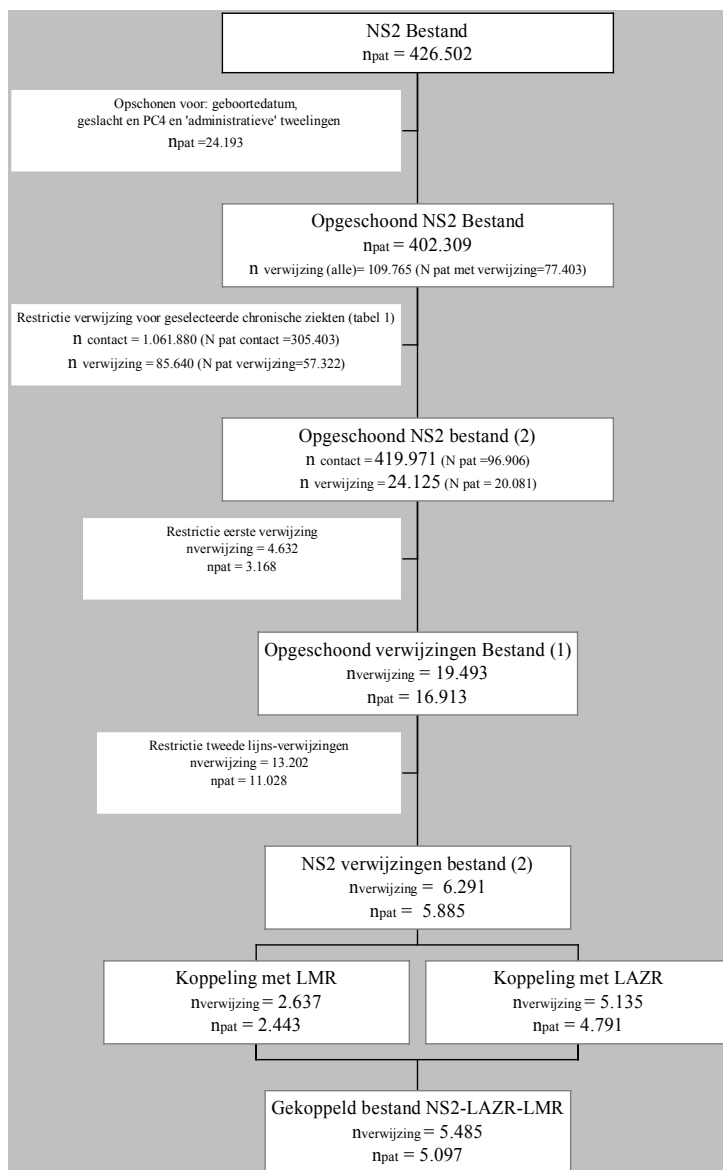 NS2 Bestand
npat = 426.502
Opschonen voor: geboortedatum,
geslacht en PC4 en 'administratieve' tweelingen
npat =24.193
Opgeschoond NS2 Bestand
npat = 402.309
n verwijzing (alle)= 109.765 (N pat met verwijzing=77.403)
Restrictie verwijzing voor geselecteerde chronische ziekten (tabel 1)
n contact = 1.061.880 (N pat contact =305.403)
n verwijzing = 85.640 (N pat verwijzing=57.322)
Opgeschoond NS2 bestand (2)
n contact = 419.971 (N pat =96.906)
n verwijzing = 24.125 (N pat = 20.081)
Restrictie eerste verwijzing
nverwijzing = 4.632
npat = 3.168
Opgeschoond verwijzingen Bestand (1)
nverwijzing = 19.493
npat = 16.913
Restrictie tweede lijns-verwijzingen
nverwijzing = 13.202
npat = 11.028
NS2 verwijzingen bestand (2)
nverwijzing = 6.291
npat = 5.885
Koppeling met LMR
nverwijzing = 2.637
npat = 2.443
Koppeling met LAZR
nverwijzing = 5.135
npat = 4.791
Gekoppeld bestand NS2-LAZR-LMR
nverwijzing = 5.485
npat = 5.097